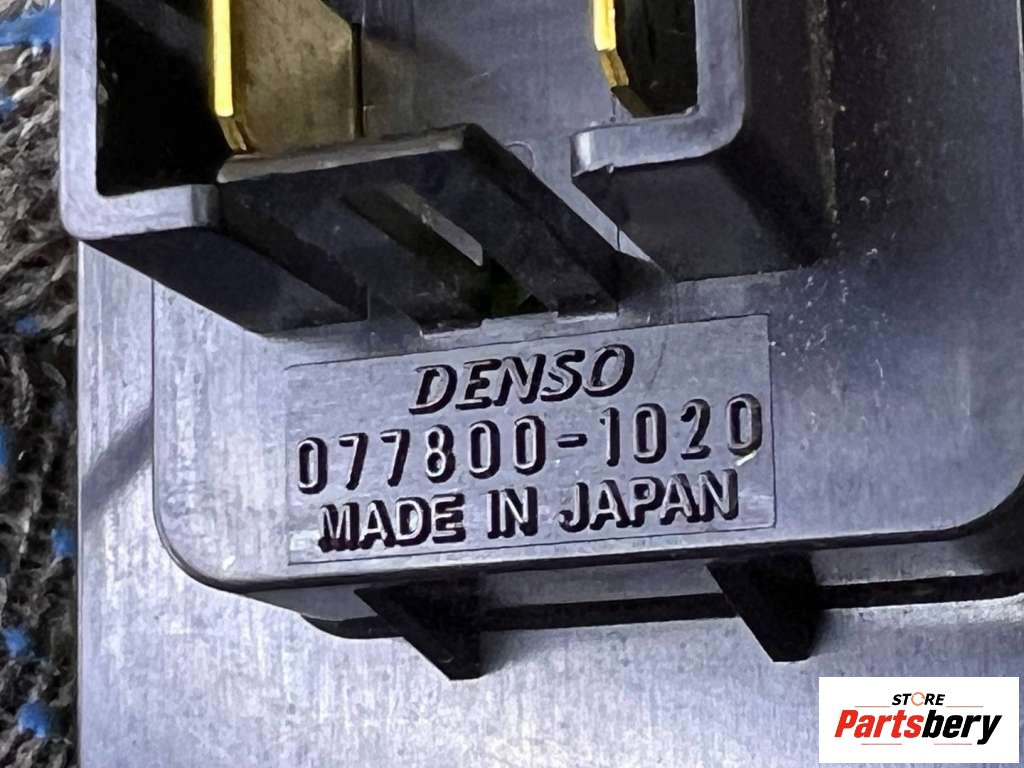 DENSO
077800-1020
MADE IN JAPAN
STORE
Partsbery